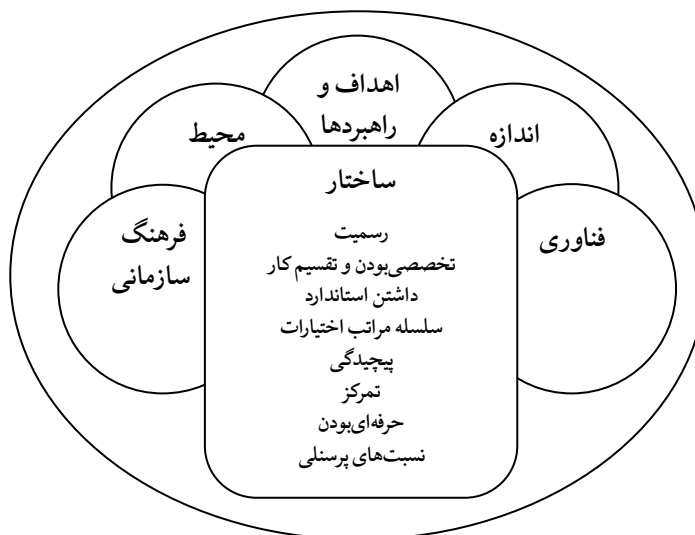 اهداف و
راهبردها
اندازه
محیط
فناوری
فرهنگ
سازمانی
ساختار
رسمیت
تخصصی‌بودن و تقسیم کار
داشتن استاندارد
سلسله مراتب اختیارات
پیچیدگی
تمرکز
حرفه‌ای‌بودن
نسبت‌های پرسنلی